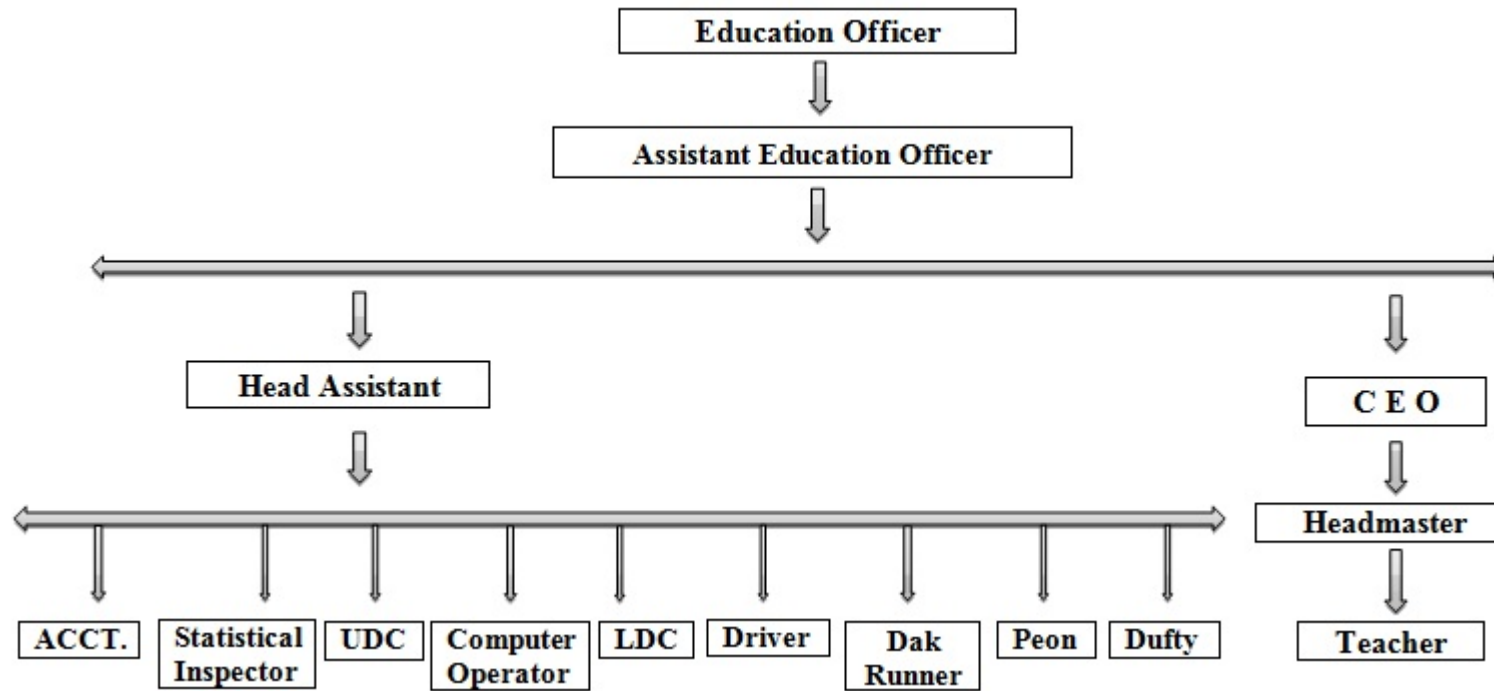 Education Officer
Assistant Education Officer
Head Assistant
C E O
Headmaster
ACCT.
Statistical
Inspector
UDC
Computer
Operator
LDC
Driver
Dak
Runner
Peon
Dufty
Teacher